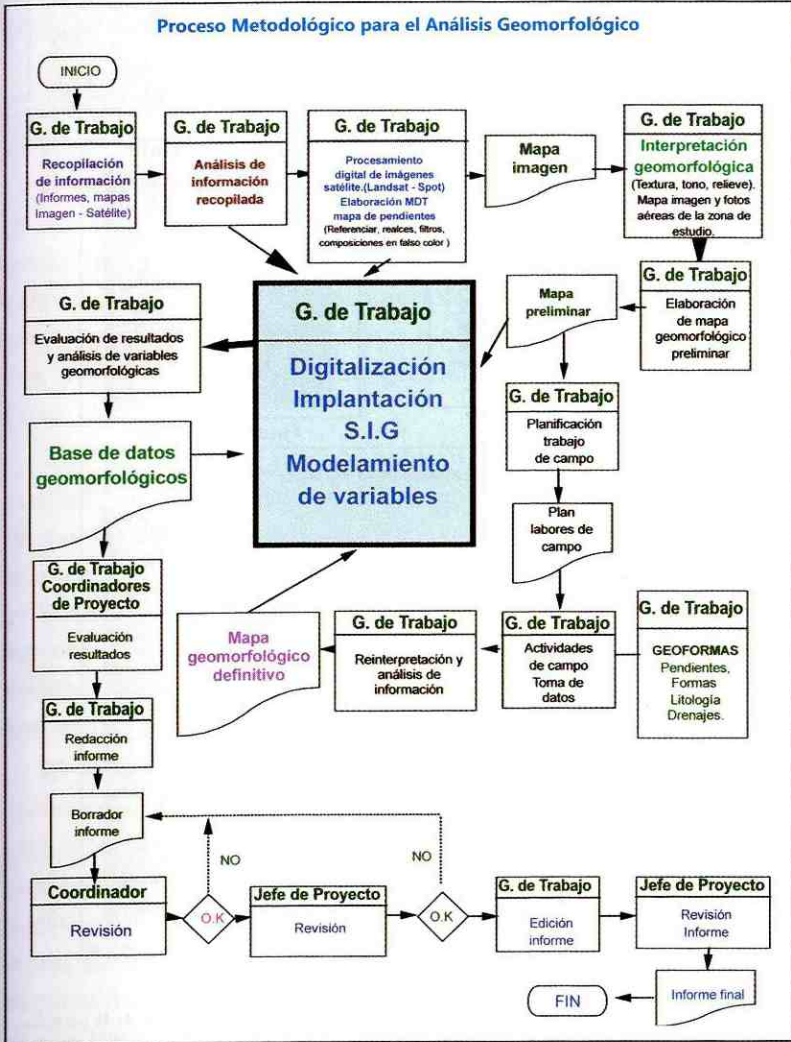 Proceso Metodológico para el Análisis Geomorfológico
INICIO
G. de Trabajo
Recopilación
de información
(Informes, mapas
Imagen - Satélite)
G. de Trabajo
Análisis de
información
recopilada
G. de Trabajo
Procesamiento
digital de imágenes
satélite.(Landsat - Spot)
Elaboración MDT
mapa de pendientes
(Referenciar, realces, filtros,
composiciones en falso color )
Mapa
imagen
G. de Trabajo
Interpretación
geomorfológica
(Textura, tono, relieve).
Mapa imagen y fotos
aéreas de la zona de
estudio.
G. de Trabajo
Elaboración
de mapa
geomorfológico
preliminar
Mapa
preliminar
G. de Trabajo
Digitalización
Implantación
S.I.G
Modelamiento
de variables
G. de Trabajo
Evaluación de resultados
y análisis de variables
geomorfológicas
Base de datos
geomorfológicos
G. de Trabajo
Planificación
trabajo
de campo
Plan
labores de
campo
G. de Trabajo
Coordinadores
de Proyecto
Evaluación
resultados
Mapa
geomorfológico
definitivo
G. de Trabajo
Reinterpretación y
análisis de
información
G. de Trabajo
Actividades
de campo
Toma de
datos
G. de Trabajo
GEOFORMAS
Pendientes,
Formas
Litología
Drenajes.
G. de Trabajo
Redacción
informe
Borrador
informe
NO
NO
Coordinador
Revisión
O.K
Jefe de Proyecto
Revisión
O.K
G. de Trabajo
Edición
informe
Jefe de Proyecto
Revisión
Informe
Informe final
FIN